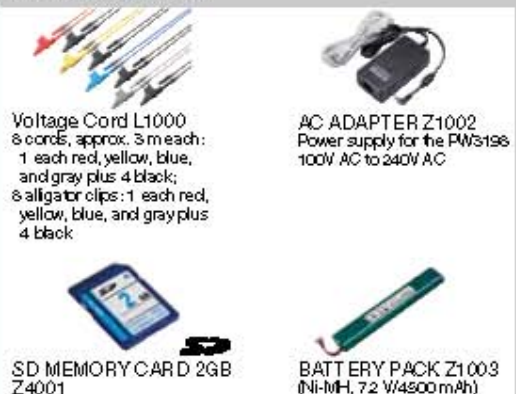 Voltage Cord L1000
8 cords, approx. 3 m each:
1 each red, yellow, blue,
and gray plus 4 black;
8 alligator clips: 1 each red,
yellow, blue, and gray plus
4 black
AC ADAPTER Z1002
Power supply for the PW3198
100V AC to 240V AC
2
SD
SD MEMORY CARD 2GB
Z4001
BATTERY PACK Z1003
(Ni-MH, 7.2 V/4500 mAh)